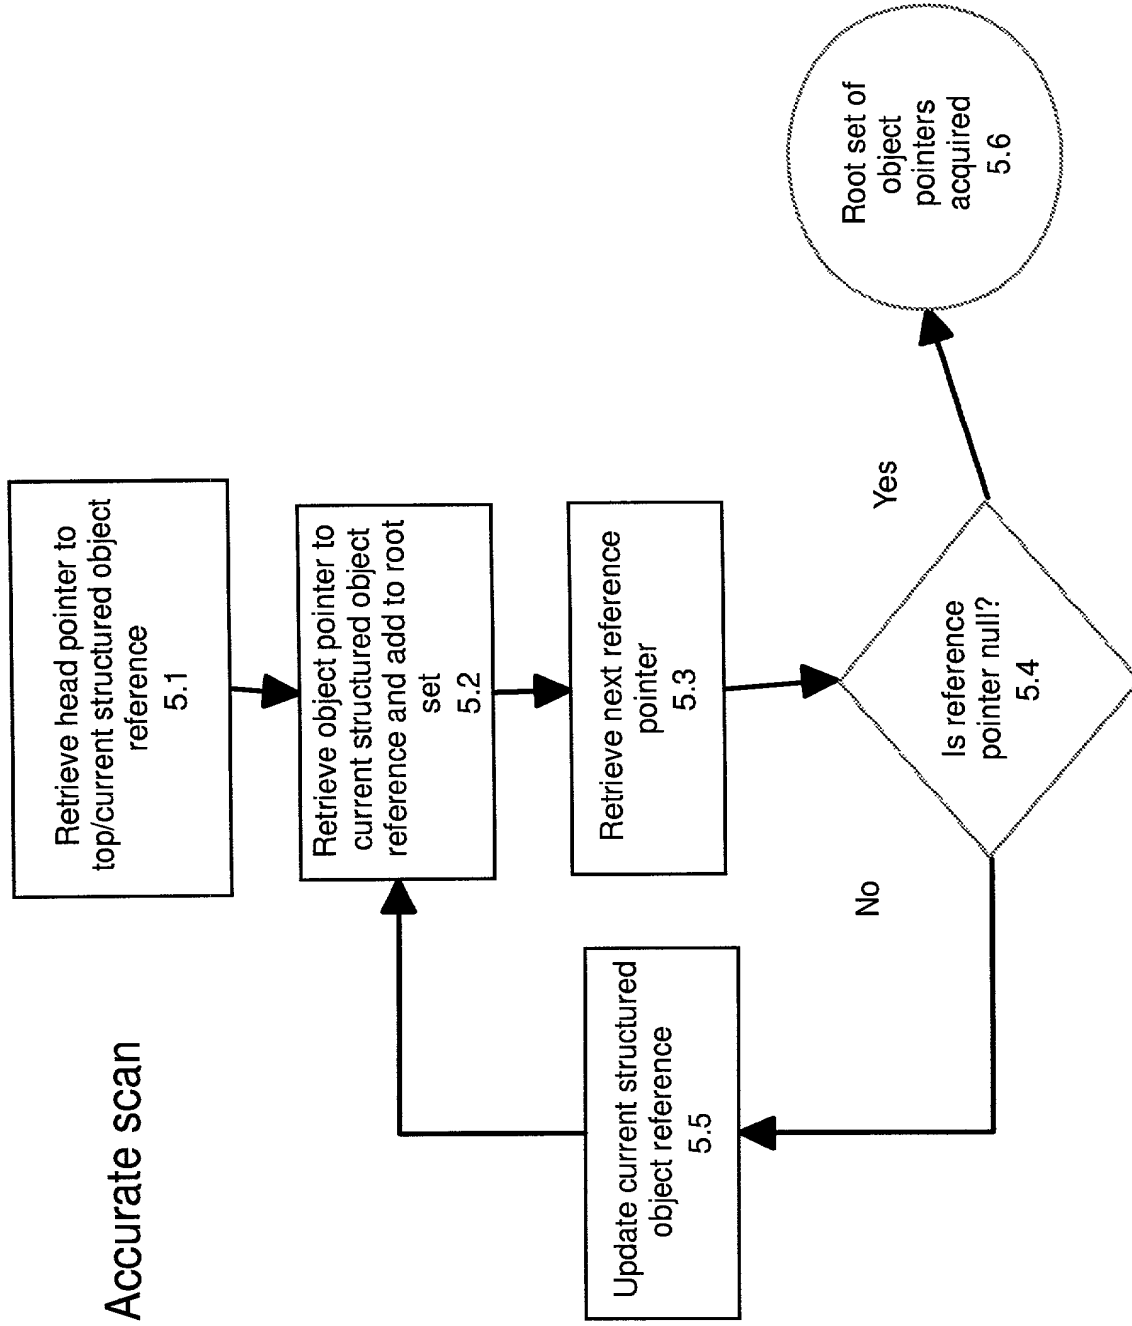 Accurate scan
Retrieve head pointer to
top/current structured object
reference
5.1
Retrieve object pointer to
current structured object
reference and add to root
set
5.2
Retrieve next reference
pointer
5.3
Is reference
pointer null?
5.4
No
Yes
Update current structured
object reference
5.5
Root set of
object
pointers
acquired
5.6